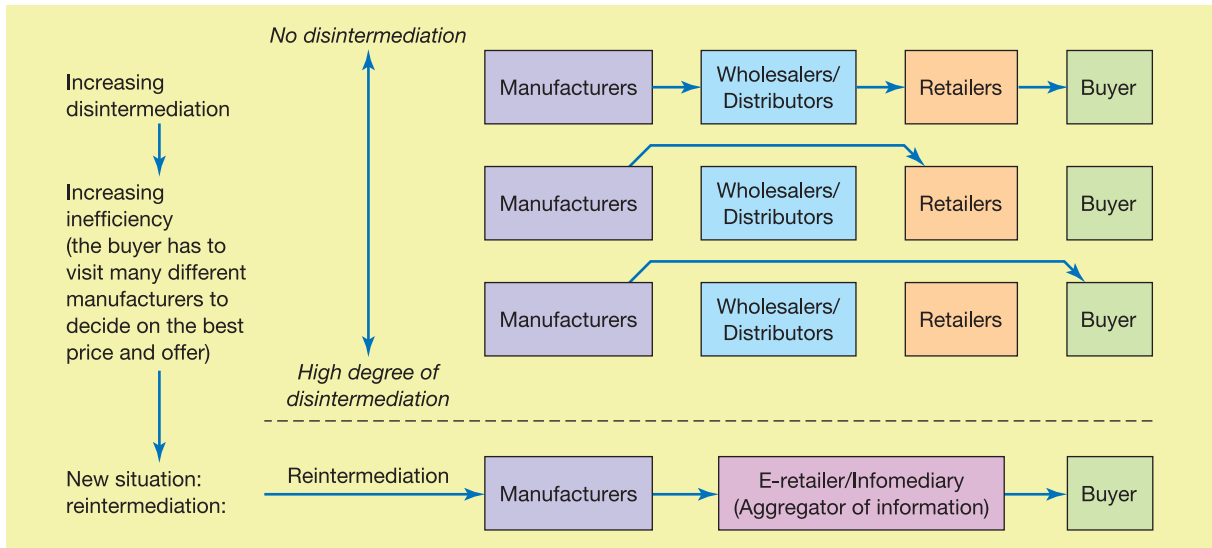 No disintermediation
Increasing
disintermediation
Manufacturers
Wholesalers/
Distributors
Retailers
Buyer
Increasing
inefficiency
(the buyer has to
visit many different
manufacturers to
decide on the best
price and offer)
Manufacturers
Wholesalers/
Distributors
Retailers
Buyer
Manufacturers
Wholesalers/
Distributors
Retailers
Buyer
High degree of
disintermediation
New situation:
reintermediation:
Reintermediation
Manufacturers
E-retailer/Infomediary
(Aggregator of information)
Buyer